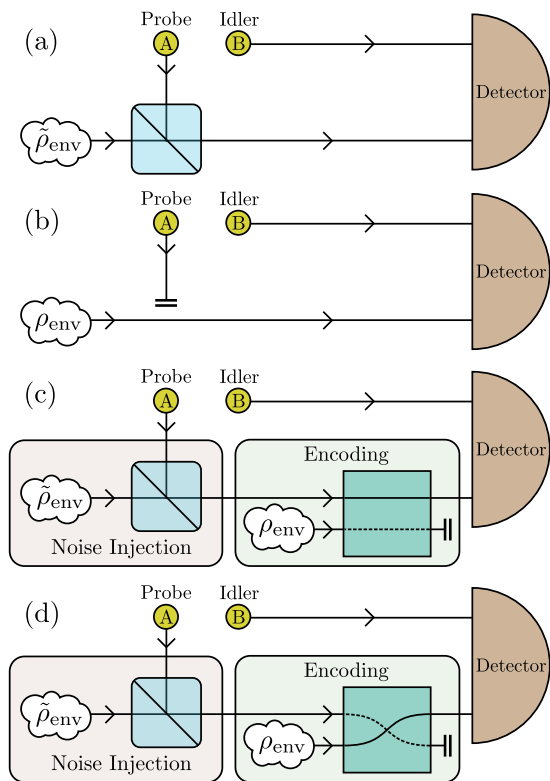 (a)
Probe Idler
A B
ρ̃env
Detector
(b)
Probe Idler
A B
ρenv
Detector
(c)
Probe Idler
A B
Detector
Encoding
ρ̃env
ρenv
Noise Injection
(d)
Probe Idler
A B
Detector
Encoding
ρ̃env
ρenv
Noise Injection